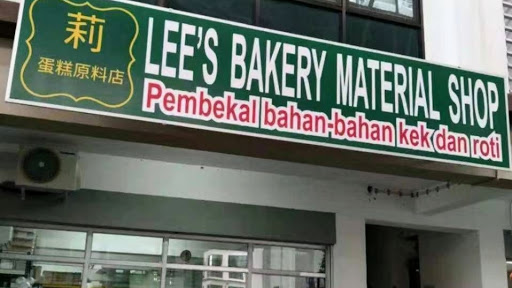 莉
蛋糕原料店
LEE'S BAKERY MATERIAL SHOP
Pembekal bahan-bahan kek dan roti